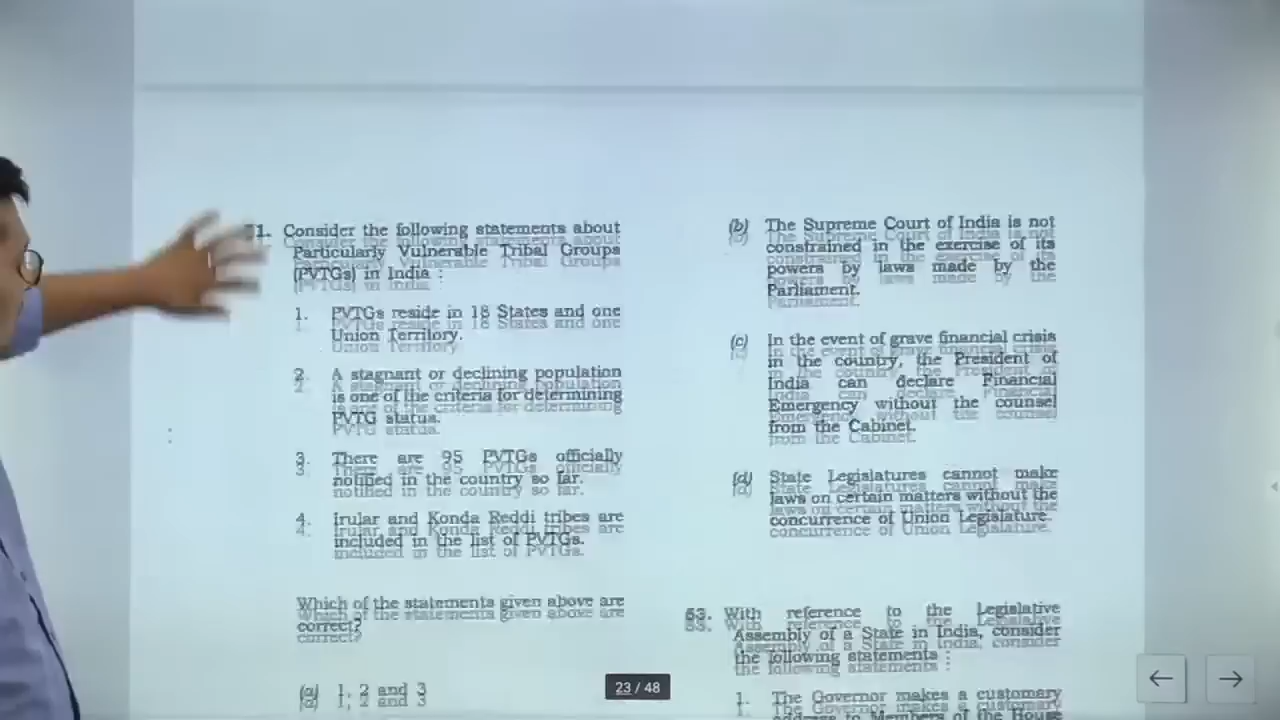 1. Consider the following statements about
Particularly Vulnerable Tribal Groups
(PVTGs) in India :
1. PVTGs reside in 18 States and one
Union Territory.
2. A stagnant or declining population
is one of the criteria for determining
PVTG status.
3. There are 95 PVTGs officially
notified in the country so far.
4. Irular and Konda Reddi tribes are
included in the list of PVTGs.
Which of the statements given above are
correct?
(a) 1, 2 and 3
(b) The Supreme Court of India is not
constrained in the exercise of its
powers by laws made by the
Parliament.
(c) In the event of grave financial crisis
in the country, the President of
India can declare Financial
Emergency without the counsel
from the Cabinet.
(d) State Legislatures cannot make
laws on certain matters without the
concurrence of Union Legislature.
63. With reference to the Legislative
Assembly of a State in India, consider
the following statements :
1. The Governor makes a customary
address to Members of the House
23 / 48